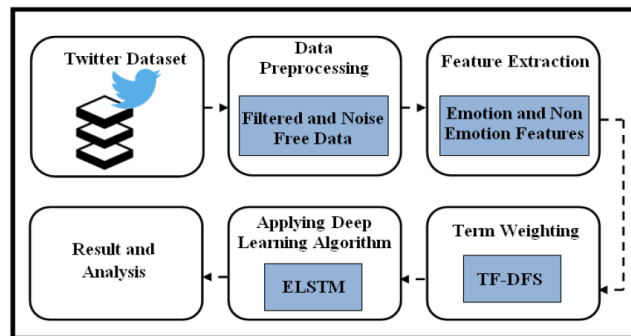 Twitter Dataset
Data
Preprocessing
Filtered and Noise
Free Data
Feature Extraction
Emotion and Non
Emotion Features
Term Weighting
TF-DFS
Applying Deep
Learning Algorithm
ELSTM
Result and
Analysis